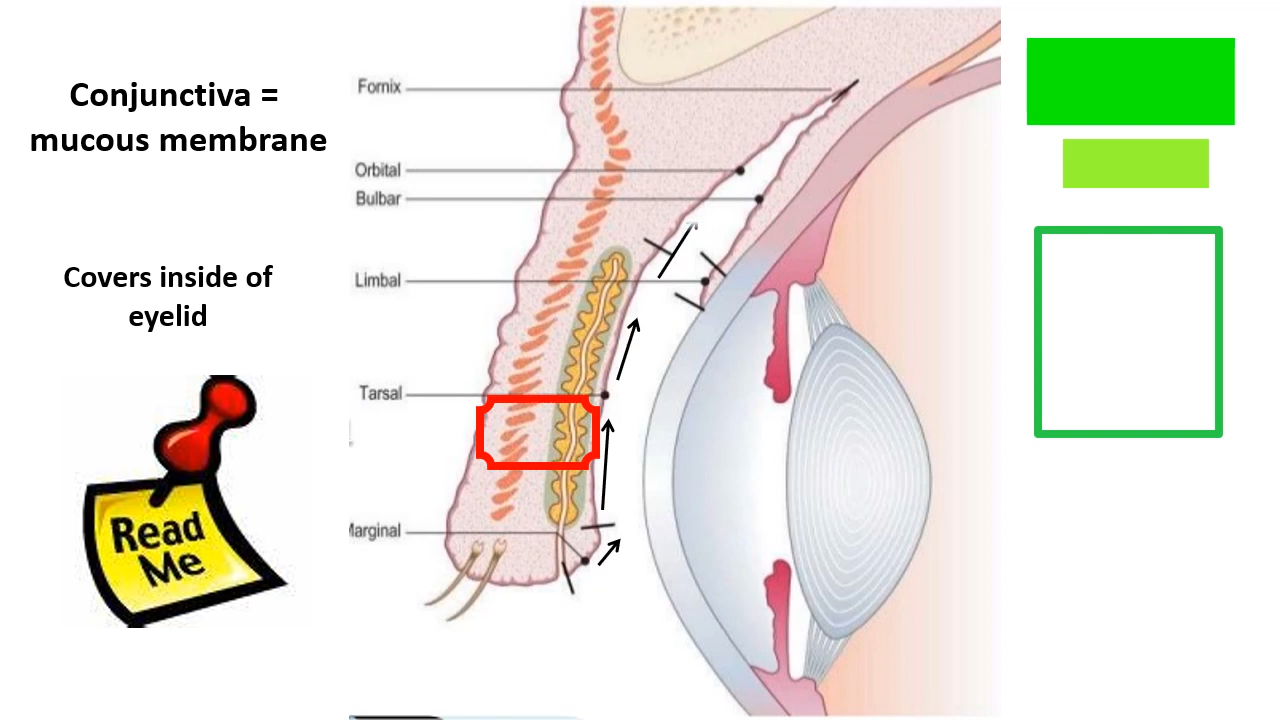 Conjunctiva =
mucous membrane
Covers inside of
eyelid
Read
Me
Fornix
Orbital
Bulbar
Limbal
Tarsal
Marginal